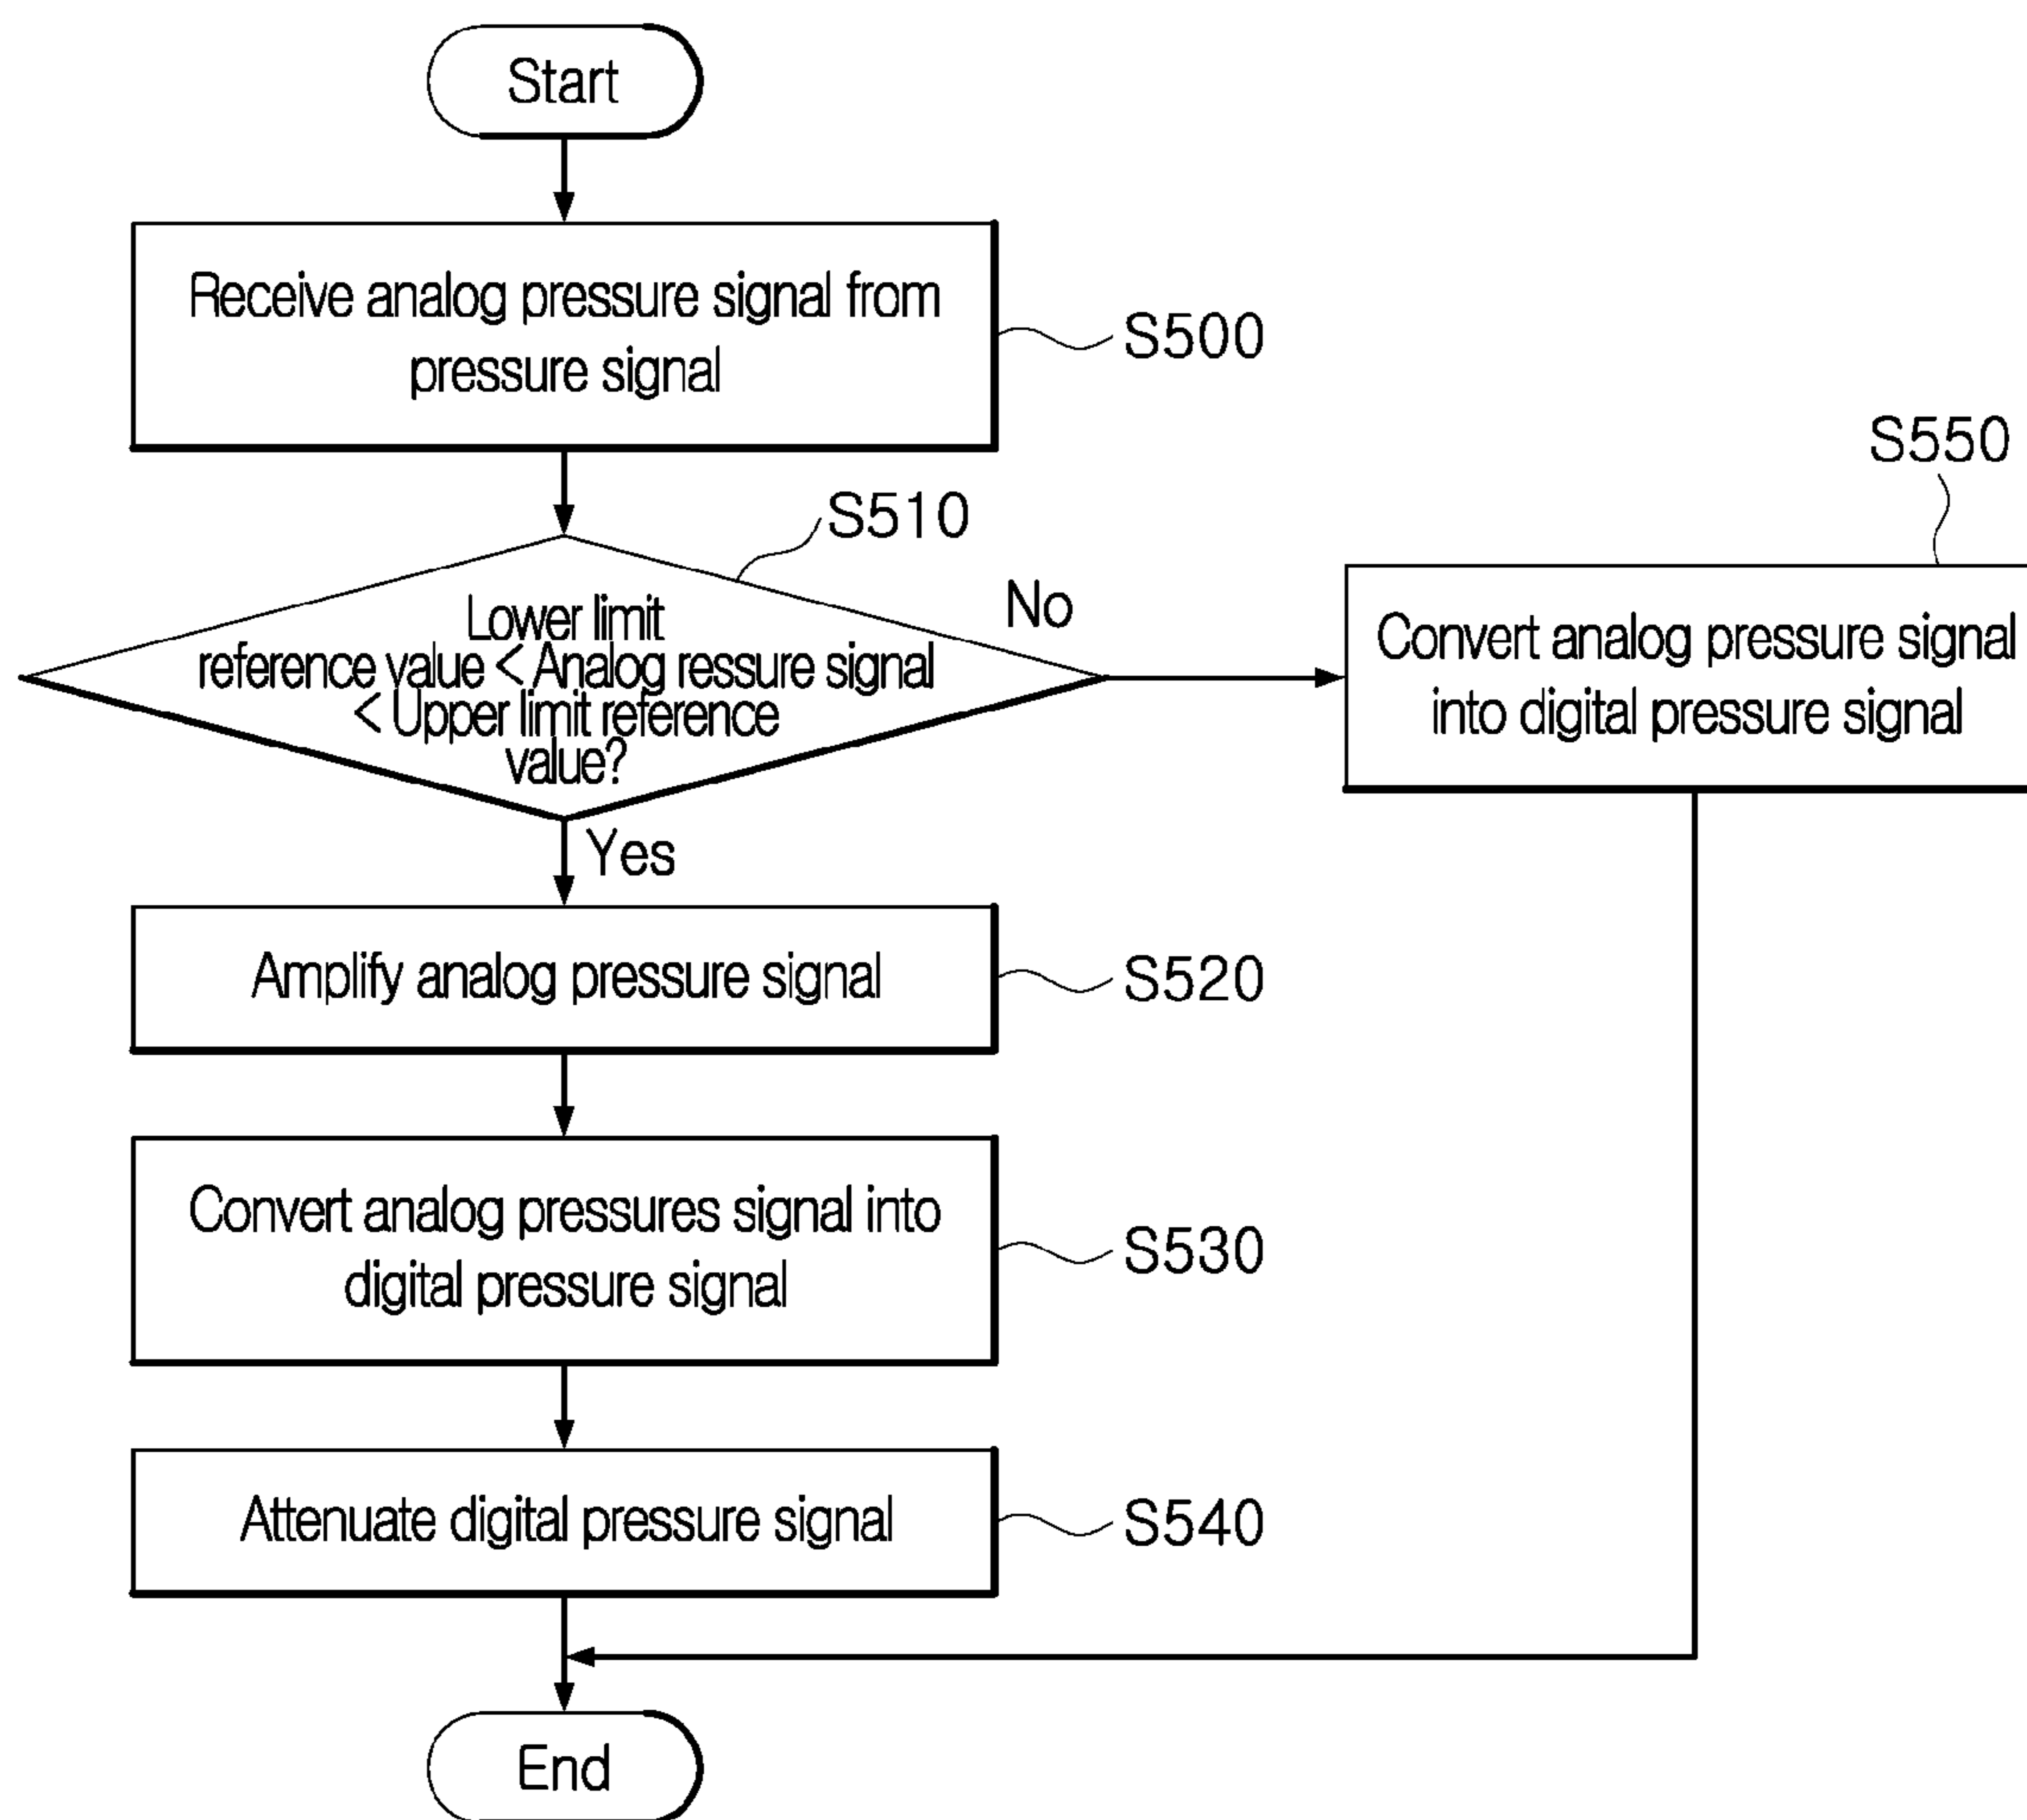 Start
Receive analog pressure signal from
pressure signal
S500
S510
Lower limit
reference value < Analog ressure signal
< Upper limit reference
value?
No
Yes
S550
Convert analog pressure signal
into digital pressure signal
Amplify analog pressure signal
S520
Convert analog pressures signal into
digital pressure signal
S530
Attenuate digital pressure signal
S540
End